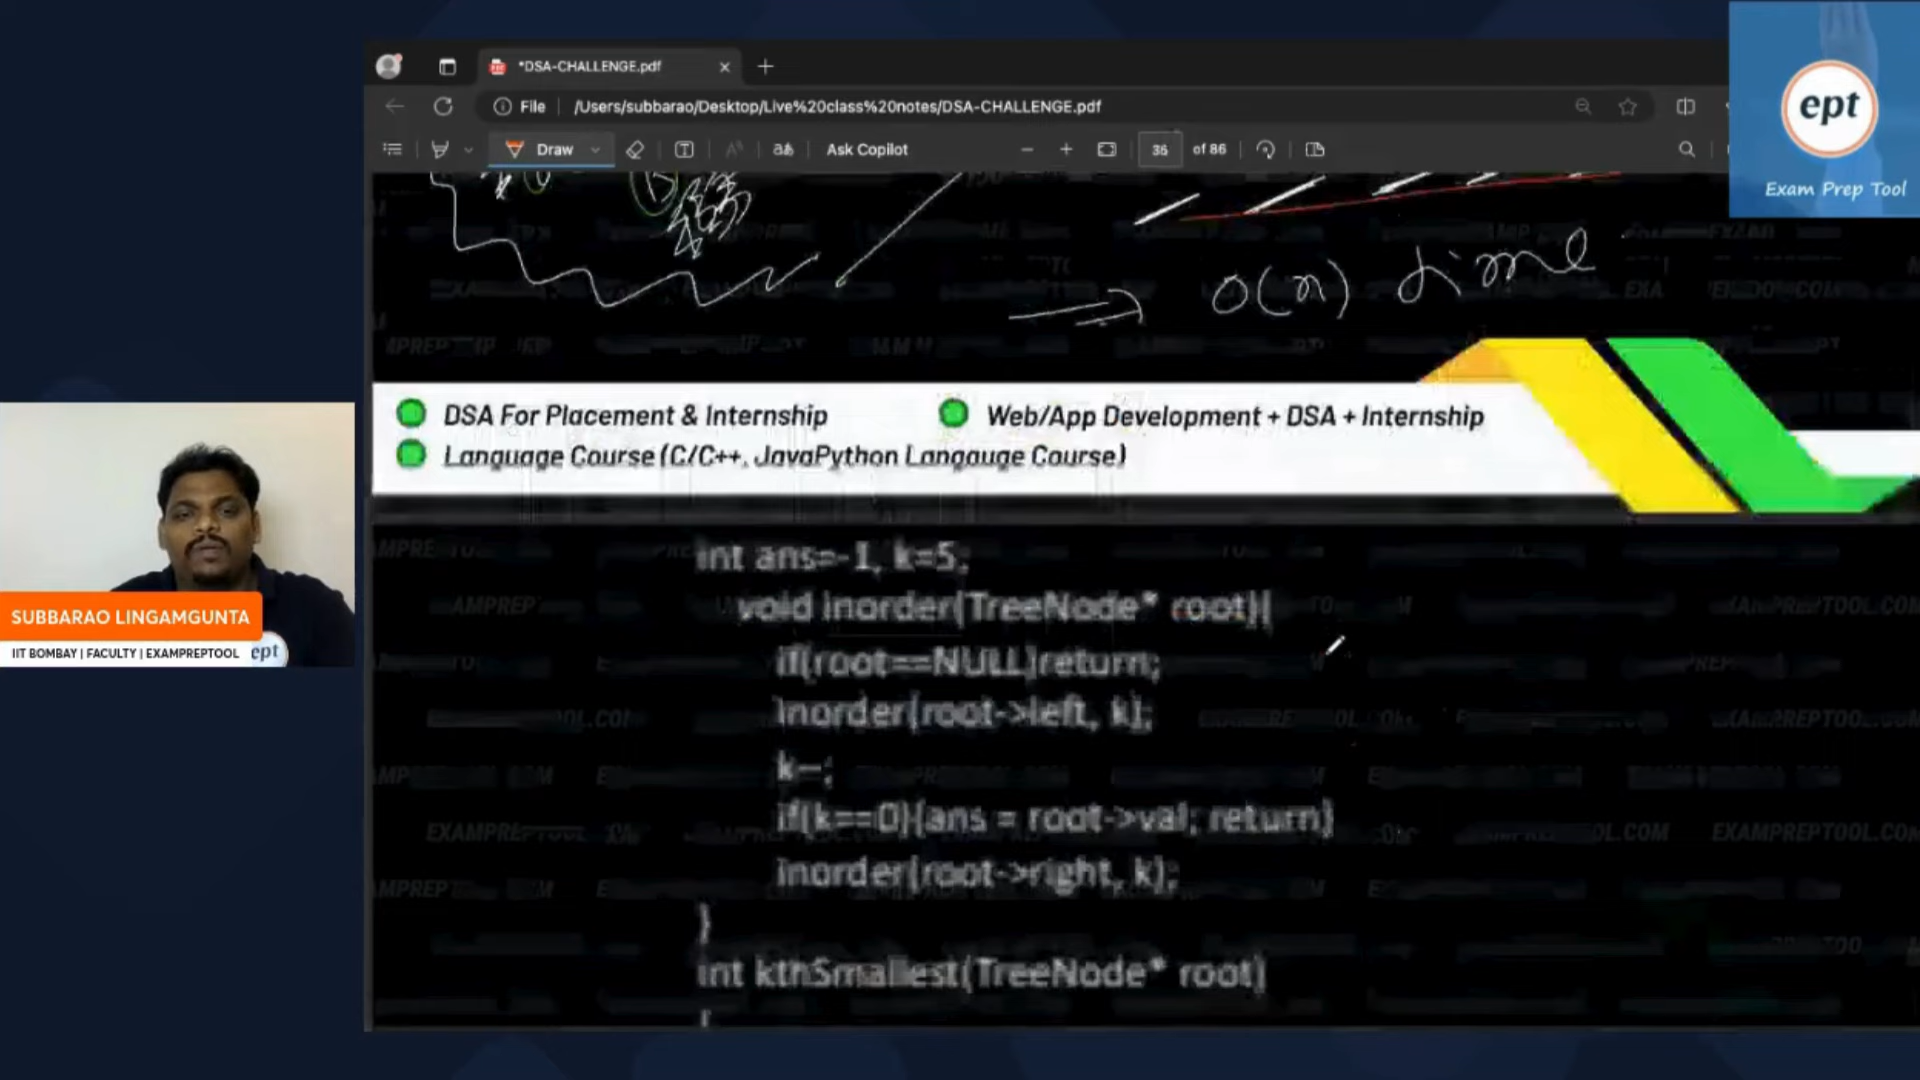 *DSA-CHALLENGE.pdf
File /Users/subbarao/Desktop/Live%20class%20notes/DSA-CHALLENGE.pdf
Draw Ask Copilot 36 of 86
ept
Exam Prep Tool
⇒ O(n) time
DSA For Placement & Internship
Web/App Development + DSA + Internship
Language Course (C/C++, JavaPython Langauge Course)
int ans=-1, k=5;
void inorder(TreeNode* root){
if(root==NULL)return;
inorder(root->left, k);
k--;
if(k==0){ans = root->val; return}
inorder(root->right, k);
}
int kthSmallest(TreeNode* root)
{
SUBBARAO LINGAMGUNTA
IIT BOMBAY | FACULTY | EXAMPREPTOOL ept